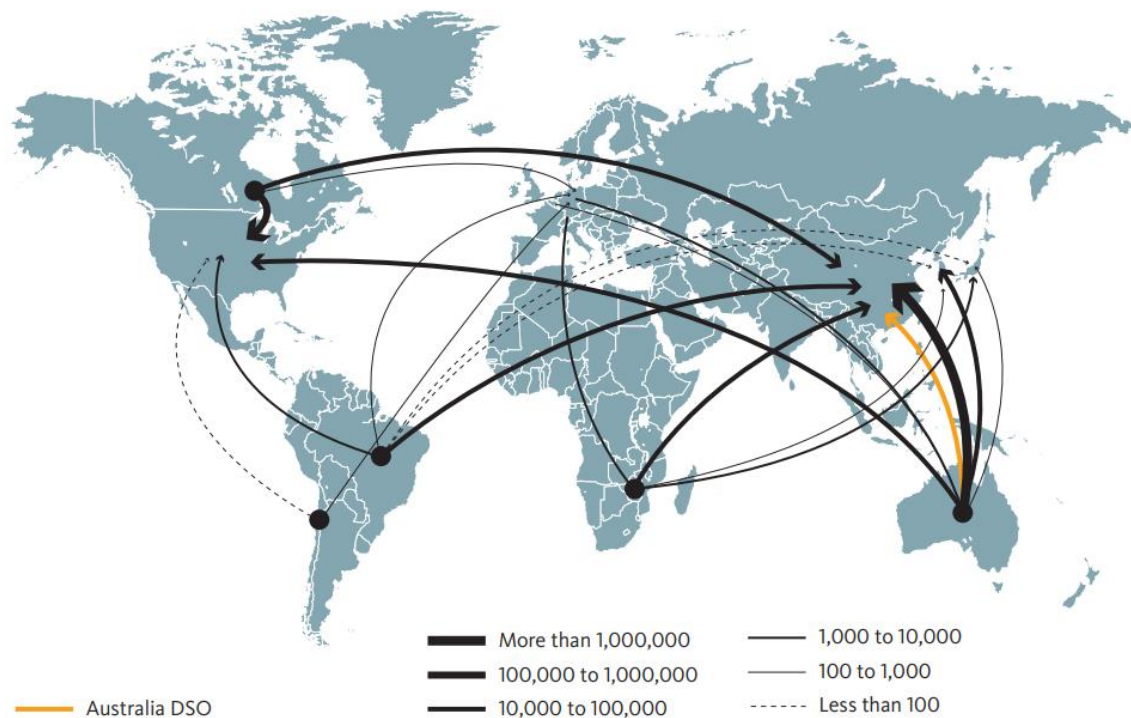 More than 1,000,000
100,000 to 1,000,000
10,000 to 100,000
1,000 to 10,000
100 to 1,000
Less than 100
Australia DSO